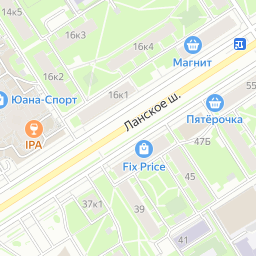 14к5
16к3
16к4
Магнит
16к2
Юана-Спорт
16к1
Ланское ш.
55
Пятёрочка
IPA
47Б
Fix Price
45
37к1
39
41